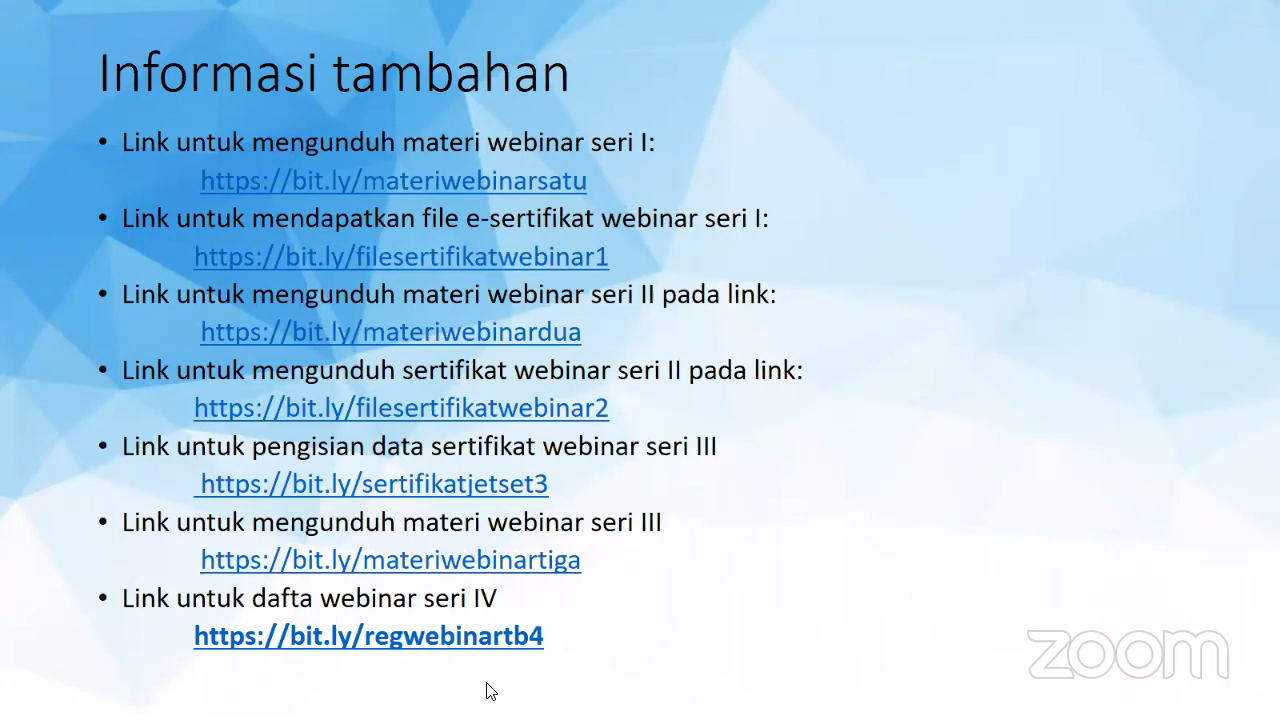 Informasi tambahan
• Link untuk mengunduh materi webinar seri I:
https://bit.ly/materiwebinarsatu
• Link untuk mendapatkan file e-sertifikat webinar seri I:
https://bit.ly/filesertifikatwebinar1
• Link untuk mengunduh materi webinar seri II pada link:
https://bit.ly/materiwebinardua
• Link untuk mengunduh sertifikat webinar seri II pada link:
https://bit.ly/filesertifikatwebinar2
• Link untuk pengisian data sertifikat webinar seri III
https://bit.ly/sertifikatjetset3
• Link untuk mengunduh materi webinar seri III
https://bit.ly/materiwebinartiga
• Link untuk dafta webinar seri IV
https://bit.ly/regwebinartb4
zoom